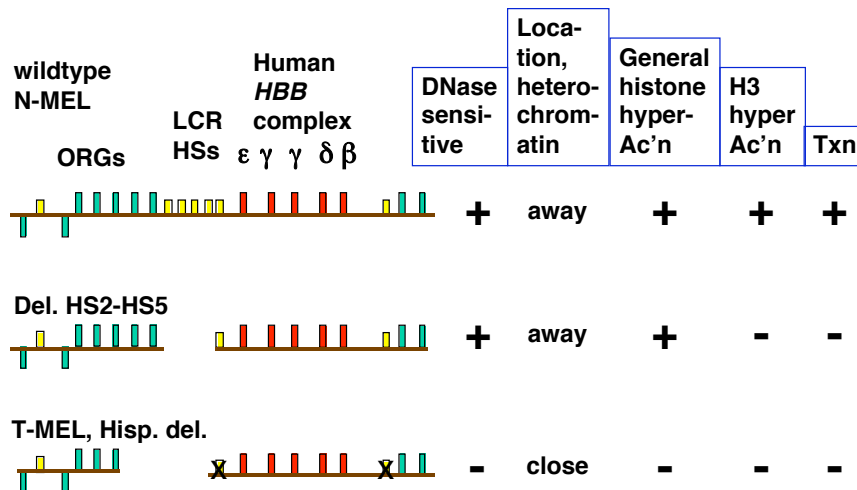 wildtype
N-MEL
ORGs
LCR
HSs
Human
HBB
complex
ε γ γ δ β
DNase
sensi-
tive
Loca-
tion,
hetero-
chrom-
atin
General
histone
hyper-
Ac'n
H3
hyper
Ac'n
Txn
+ away + + +
Del. HS2-HS5
+ away + - -
T-MEL, Hisp. del.
X X
- close - - -